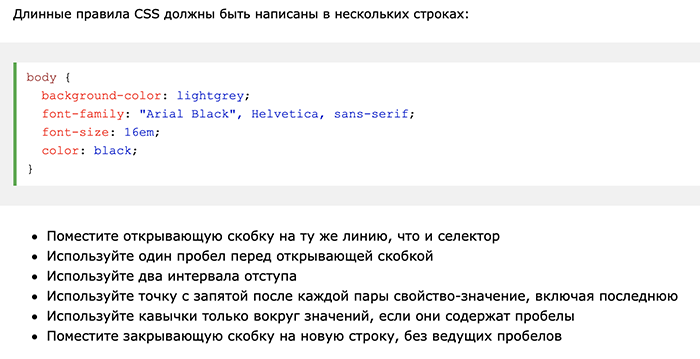 Длинные правила CSS должны быть написаны в нескольких строках:
body {
  background-color: lightgrey;
  font-family: "Arial Black", Helvetica, sans-serif;
  font-size: 16em;
  color: black;
}
• Поместите открывающую скобку на ту же линию, что и селектор
• Используйте один пробел перед открывающей скобкой
• Используйте два интервала отступа
• Используйте точку с запятой после каждой пары свойство-значение, включая последнюю
• Используйте кавычки только вокруг значений, если они содержат пробелы
• Поместите закрывающую скобку на новую строку, без ведущих пробелов